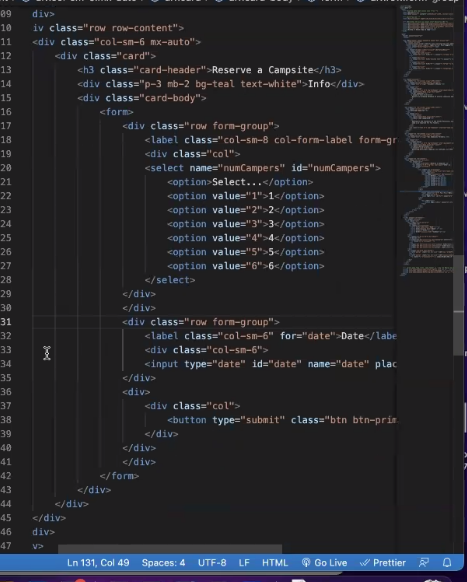 09 div>
10 iv class="row row-content">
11 <div class="col-sm-6 mx-auto">
12 <div class="card">
13 <h3 class="card-header">Reserve a Campsite</h3>
14 <div class="p-3 mb-2 bg-teal text-white">Info</div>
15 <div class="card-body">
16 <form>
17 <div class="row form-group">
18 <label class="col-sm-8 col-form-label form-gr
19 <div class="col">
20 <select name="numCampers" id="numCampers">
21 <option>Select...</option>
22 <option value="1">1</option>
23 <option value="2">2</option>
24 <option value="3">3</option>
25 <option value="4">4</option>
26 <option value="5">5</option>
27 <option value="6">6</option>
28 </select>
29 </div>
30 </div>
31 <div class="row form-group">
32 <label class="col-sm-6" for="date">Date</labe
33 <div class="col-sm-6">
34 <input type="date" id="date" name="date" plac
35 </div>
36 <div>
37 <div class="col">
38 <button type="submit" class="btn btn-prim
39 </div>
40 </div>
41 </div>
42 </form>
43 </div>
44 </div>
45 </div>
46 div>
47 v>
Ln 131, Col 49 Spaces: 4 UTF-8 LF HTML Go Live Prettier